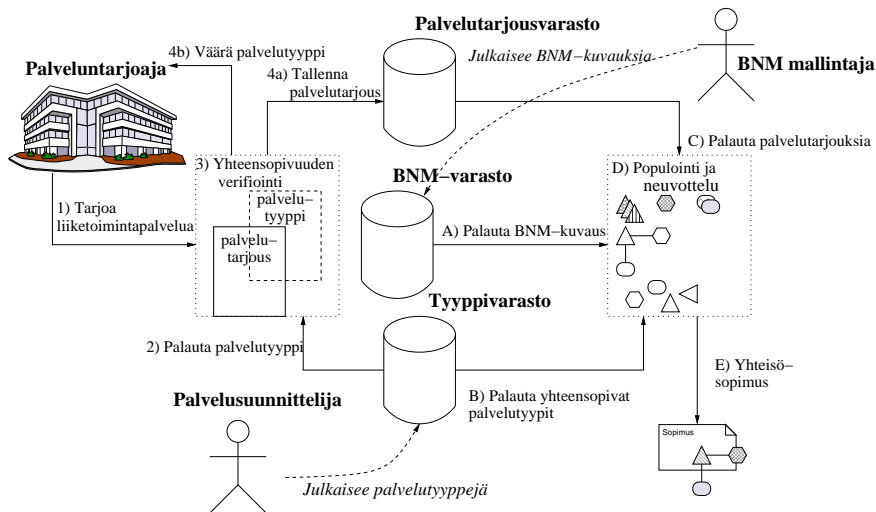 4b) Väärä palvelutyyppi
Palveluntarjoaja
4a) Tallenna
palvelutarjous
Palvelutarjousvarasto
Julkaisee BNM−kuvauksia
BNM mallintaja
C) Palauta palvelutarjouksia
3) Yhteensopivuuden
verifiointi
palvelu−
tyyppi
palvelu−
tarjous
1) Tarjoa
liiketoimintapalvelua
BNM−varasto
A) Palauta BNM−kuvaus
D) Populointi ja
neuvottelu
Tyyppivarasto
2) Palauta palvelutyyppi
B) Palauta yhteensopivat
palvelutyypit
E) Yhteisö−
sopimus
Palvelusuunnittelija
Julkaisee palvelutyyppejä
Sopimus